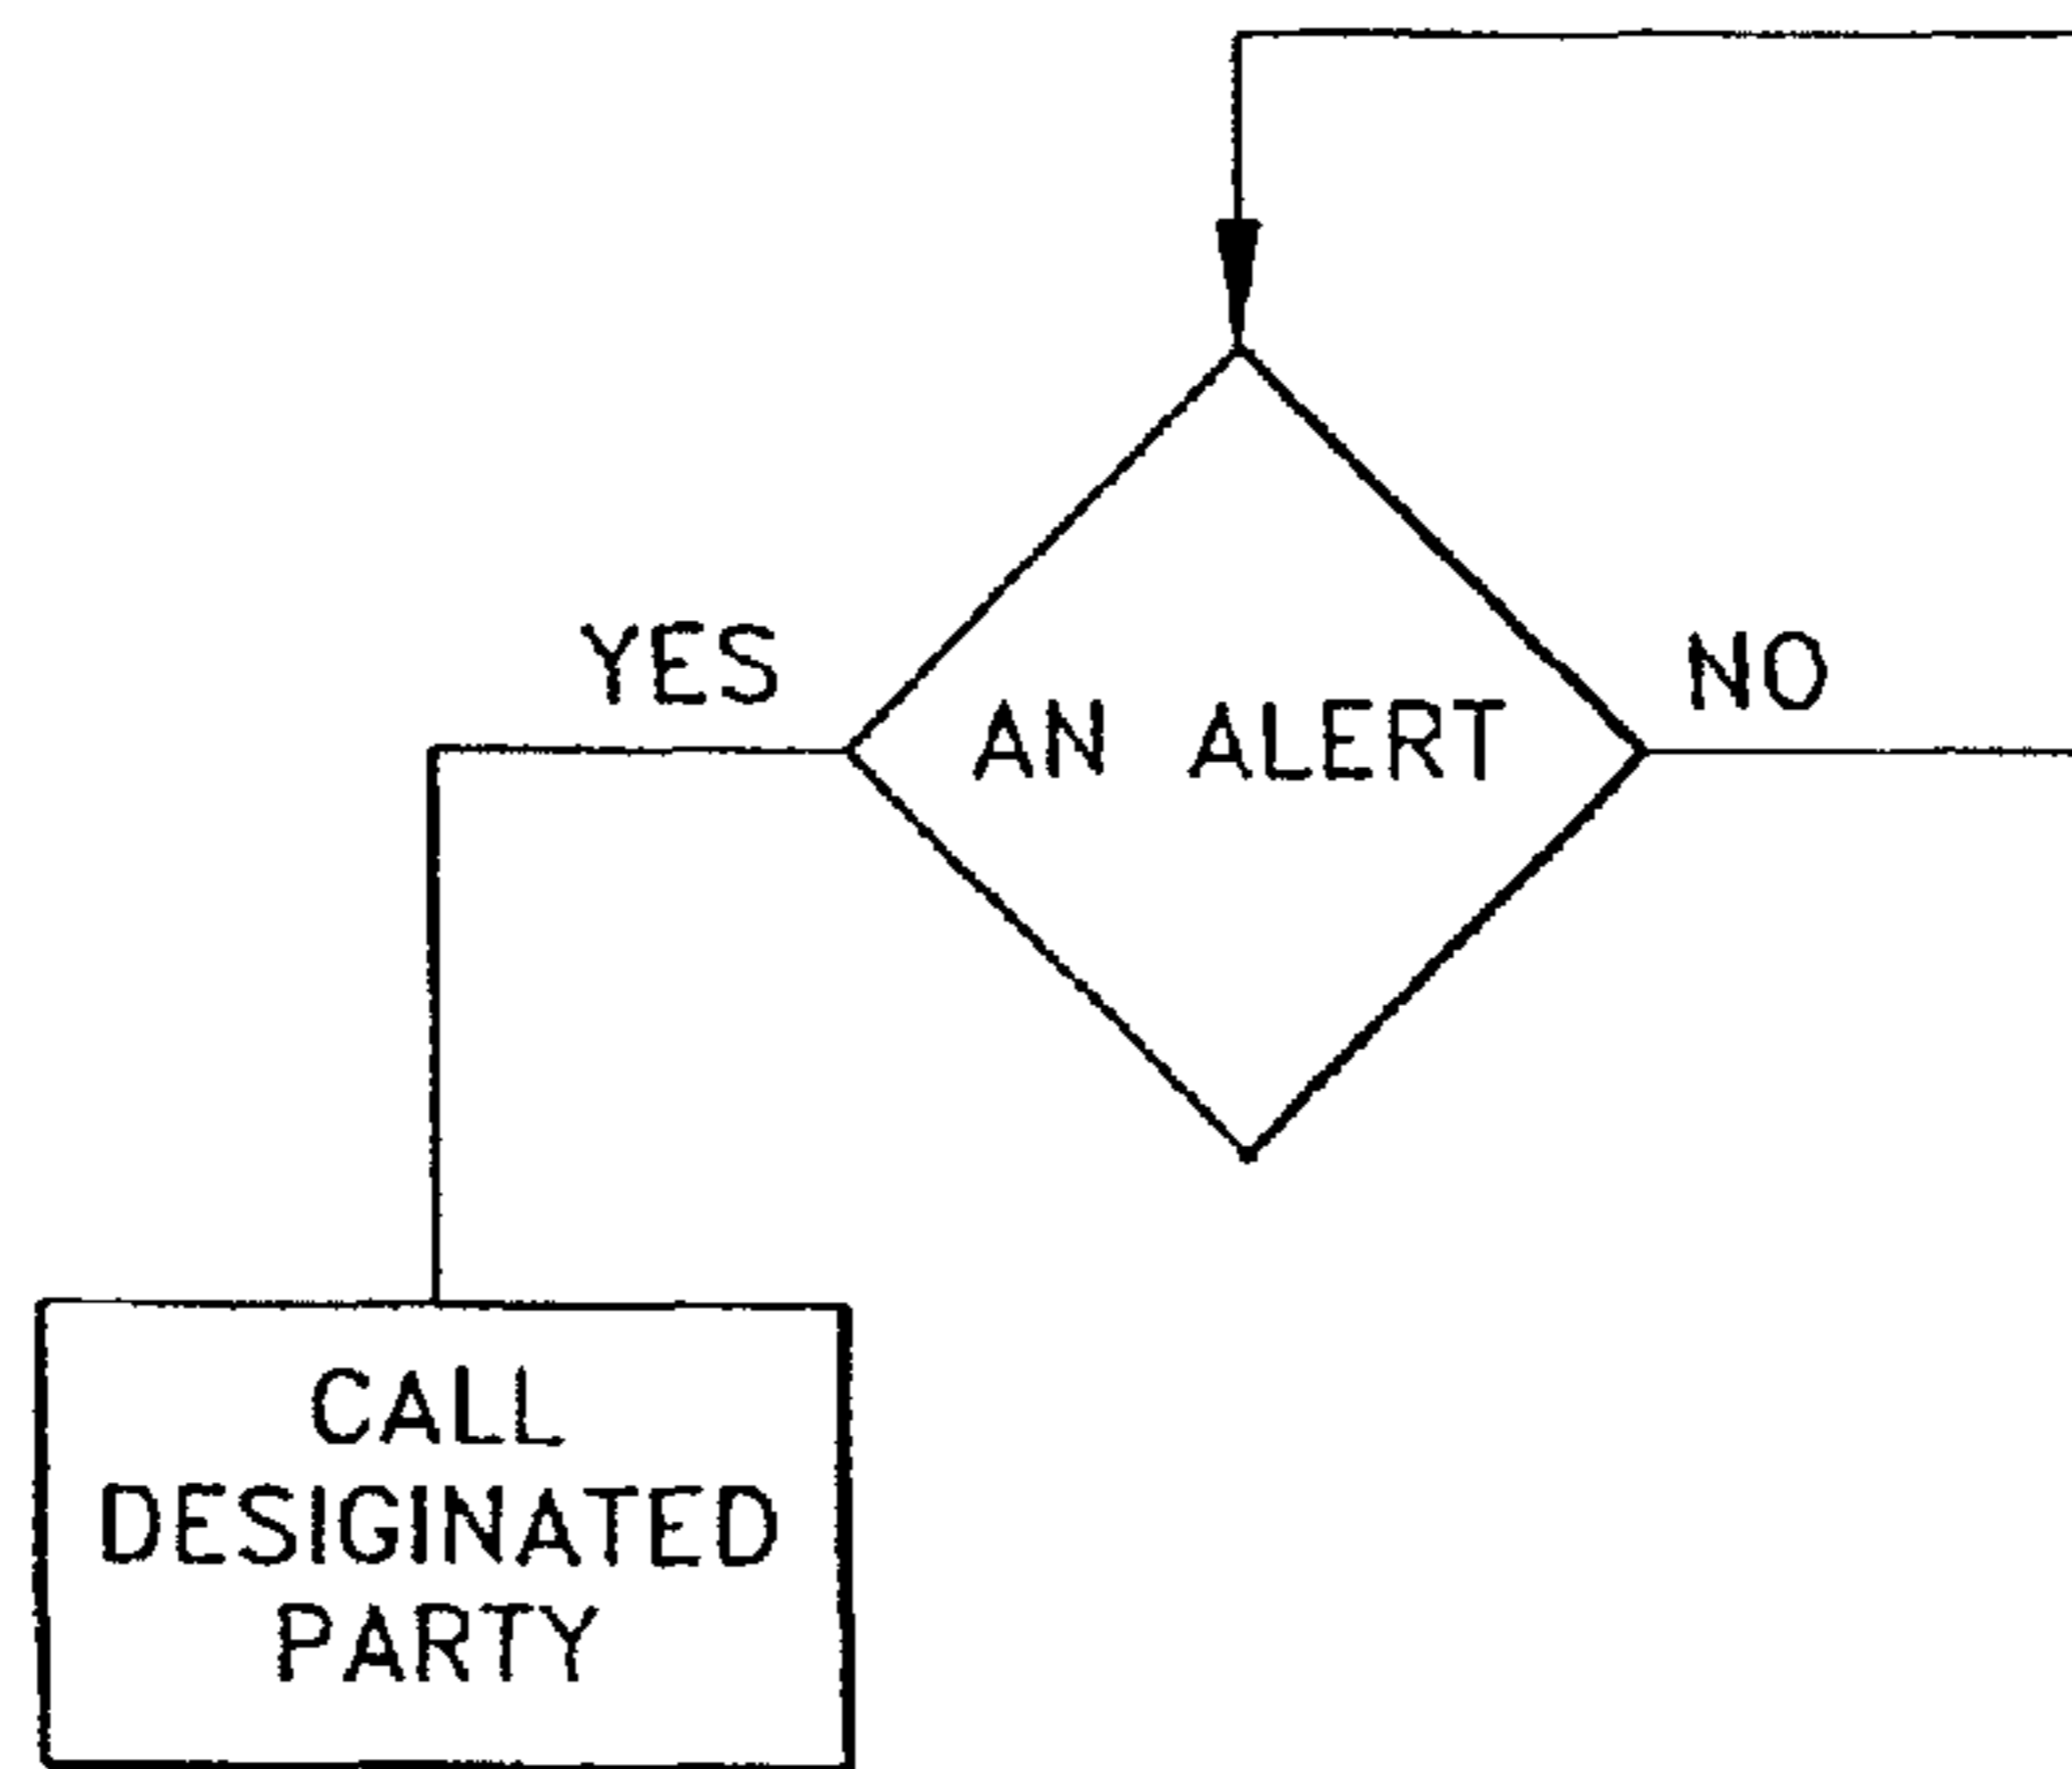 YES
NO
AN ALERT
CALL
DESIGINATED
PARTY